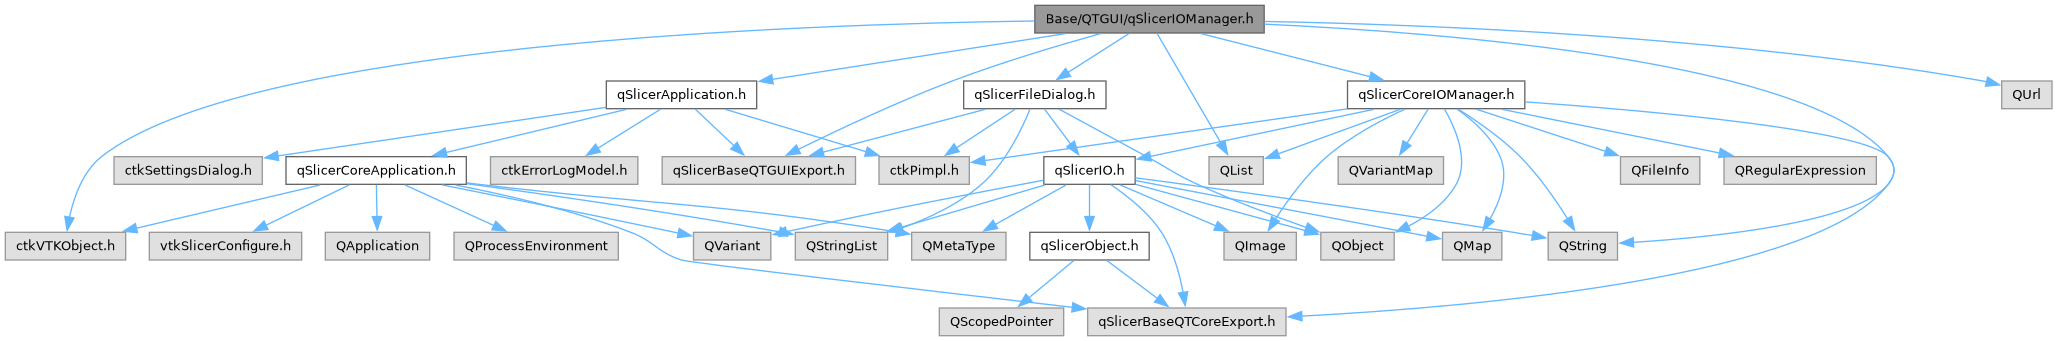 Base/QTGUI/qSlicerIOManager.h
qSlicerApplication.h
qSlicerFileDialog.h
qSlicerCoreIOManager.h
QUrl
ctkSettingsDialog.h
qSlicerCoreApplication.h
ctkErrorLogModel.h
qSlicerBaseQTGUIExport.h
ctkPimpl.h
qSlicerIO.h
QList
QVariantMap
QFileInfo
QRegularExpression
ctkVTKObject.h
vtkSlicerConfigure.h
QApplication
QProcessEnvironment
QVariant
QStringList
QMetaType
qSlicerObject.h
QImage
QObject
QMap
QString
QScopedPointer
qSlicerBaseQTCoreExport.h